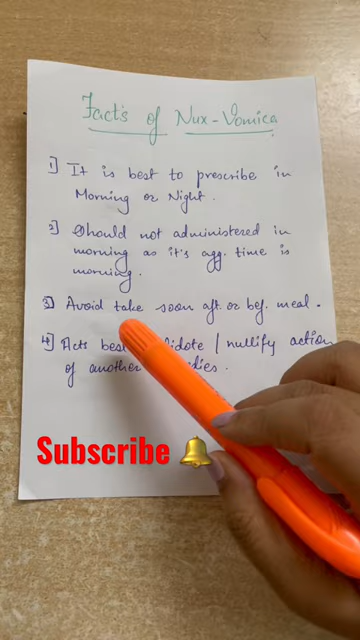 Facts of Nux-Vomica
1] It is best to prescribe in
Morning or Night.
2] Should not administered in
morning as it's agg. time is
morning.
3] Avoid take soon aft. or bef. meal.
4] Acts best / nullify action
of another
Subscribe